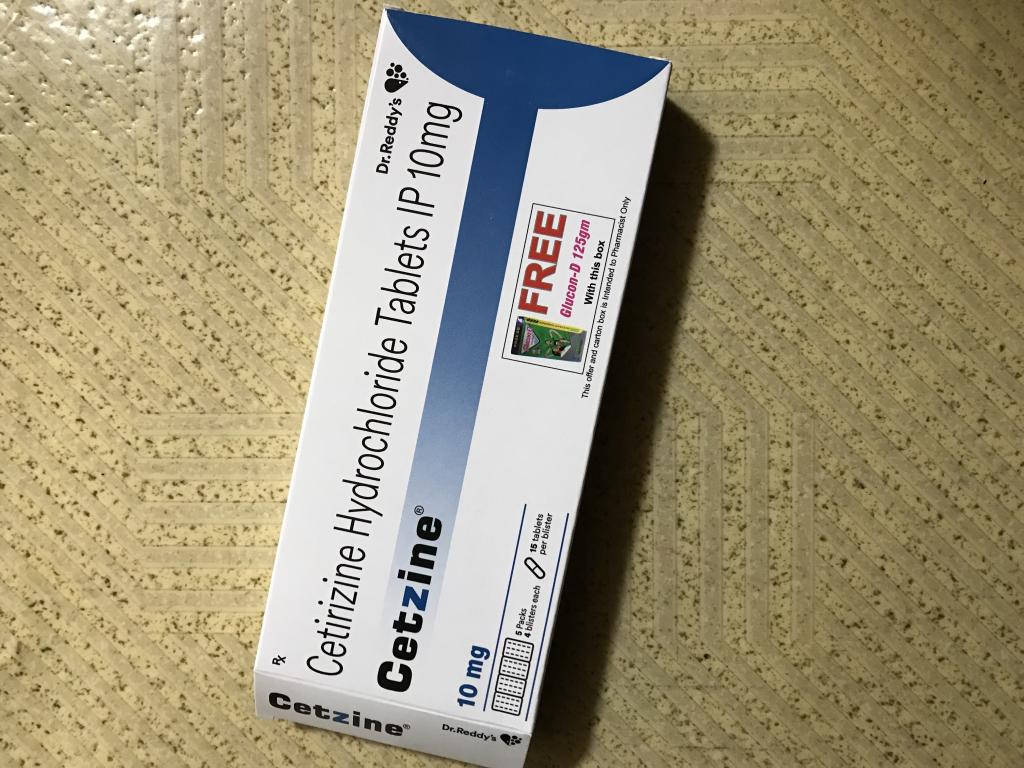 Rx
Dr.Reddy's
Cetirizine Hydrochloride Tablets IP 10mg
Cetzine®
10 mg
5 Packs
4 blisters each
15 tablets
per blister
FREE
Glucon-D 125gm
With this box
This offer and carton box is Intended to Pharmacist Only
Cetzine®
Dr.Reddy's